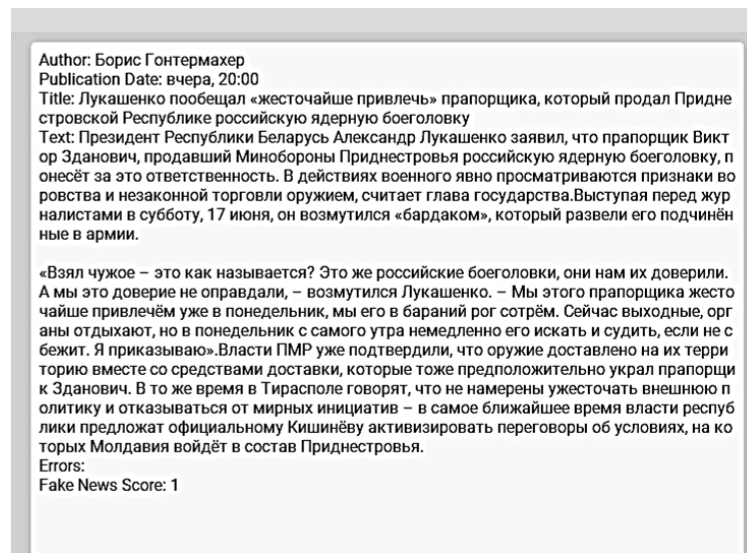 Author: Борис Гонтермахер
Publication Date: вчера, 20:00
Title: Лукашенко пообещал «жесточайше привлечь» прапорщика, который продал Придне
стровской Республике российскую ядерную боеголовку
Text: Президент Республики Беларусь Александр Лукашенко заявил, что прапорщик Викт
ор Зданович, продавший Минобороны Приднестровья российскую ядерную боеголовку, п
онесёт за это ответственность. В действиях военного явно просматриваются признаки во
ровства и незаконной торговли оружием, считает глава государства.Выступая перед жур
налистами в субботу, 17 июня, он возмутился «бардаком», который развели его подчинён
ные в армии.
«Взял чужое – это как называется? Это же российские боеголовки, они нам их доверили.
А мы это доверие не оправдали, – возмутился Лукашенко. – Мы этого прапорщика жесто
чайше привлечём уже в понедельник, мы его в бараний рог сотрём. Сейчас выходные, орг
аны отдыхают, но в понедельник с самого утра немедленно его искать и судить, если не с
бежит. Я приказываю».Власти ПМР уже подтвердили, что оружие доставлено на их терри
торию вместе со средствами доставки, которые тоже предположительно украл прапорщи
к Зданович. В то же время в Тирасполе говорят, что не намерены ужесточать внешнюю п
олитику и отказываться от мирных инициатив – в самое ближайшее время власти респуб
лики предложат официальному Кишинёву активизировать переговоры об условиях, на ко
торых Молдавия войдёт в состав Приднестровья.
Errors:
Fake News Score: 1